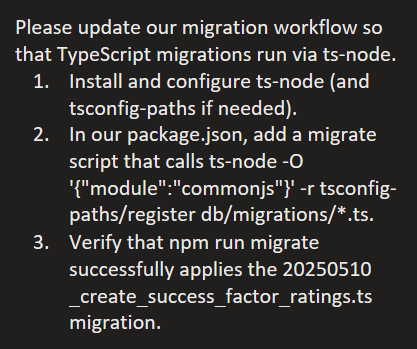 Please update our migration workflow so
that TypeScript migrations run via ts-node.
1. Install and configure ts-node (and
tsconfig-paths if needed).
2. In our package.json, add a migrate
script that calls ts-node -O
'{"module":"commonjs"}' -r tsconfig-
paths/register db/migrations/*.ts.
3. Verify that npm run migrate
successfully applies the 20250510
_create_success_factor_ratings.ts
migration.